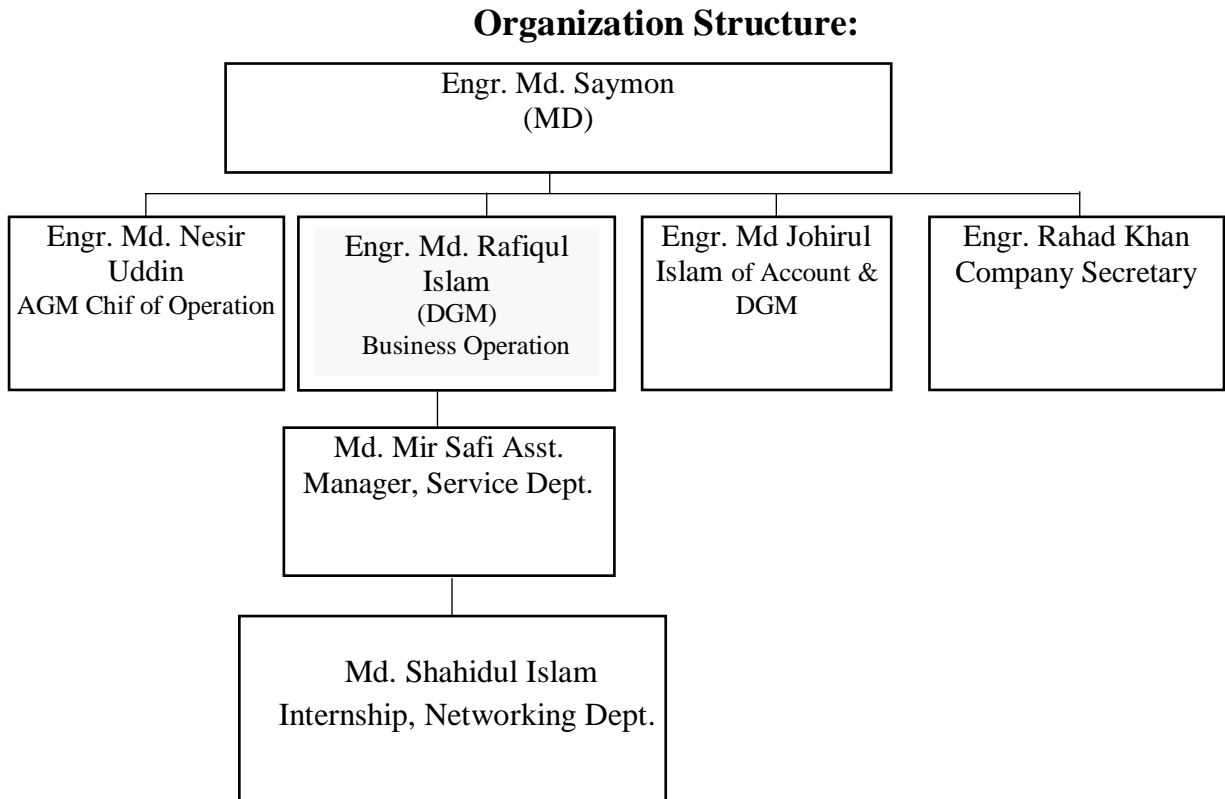 Organization Structure:
Engr. Md. Saymon
(MD)
Engr. Md. Nesir
Uddin
AGM Chif of Operation
Engr. Md. Rafiqul
Islam
(DGM)
Business Operation
Engr. Md Johirul
Islam of Account &
DGM
Engr. Rahad Khan
Company Secretary
Md. Mir Safi Asst.
Manager, Service Dept.
Md. Shahidul Islam
Internship, Networking Dept.